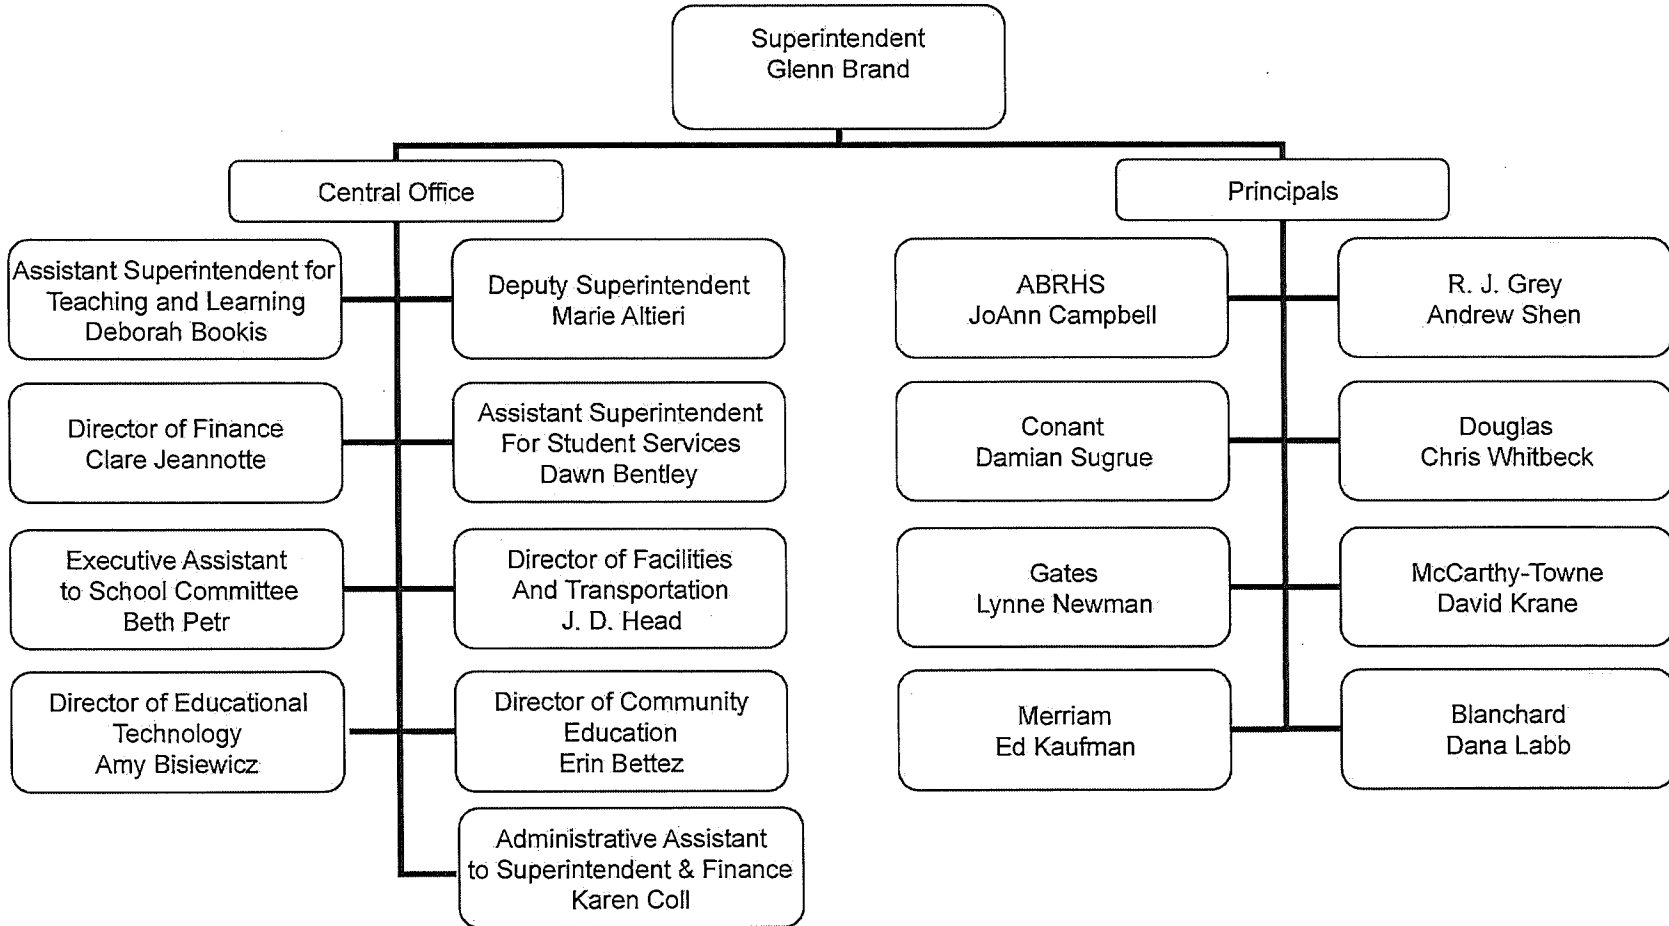 Superintendent
Glenn Brand
Central Office
Principals
Assistant Superintendent for
Teaching and Learning
Deborah Bookis
Deputy Superintendent
Marie Altieri
ABRHS
JoAnn Campbell
R. J. Grey
Andrew Shen
Director of Finance
Clare Jeannotte
Assistant Superintendent
For Student Services
Dawn Bentley
Conant
Damian Sugrue
Douglas
Chris Whitbeck
Executive Assistant
to School Committee
Beth Petr
Director of Facilities
And Transportation
J. D. Head
Gates
Lynne Newman
McCarthy-Towne
David Krane
Director of Educational
Technology
Amy Bisiewicz
Director of Community
Education
Erin Bettez
Merriam
Ed Kaufman
Blanchard
Dana Labb
Administrative Assistant
to Superintendent & Finance
Karen Coll